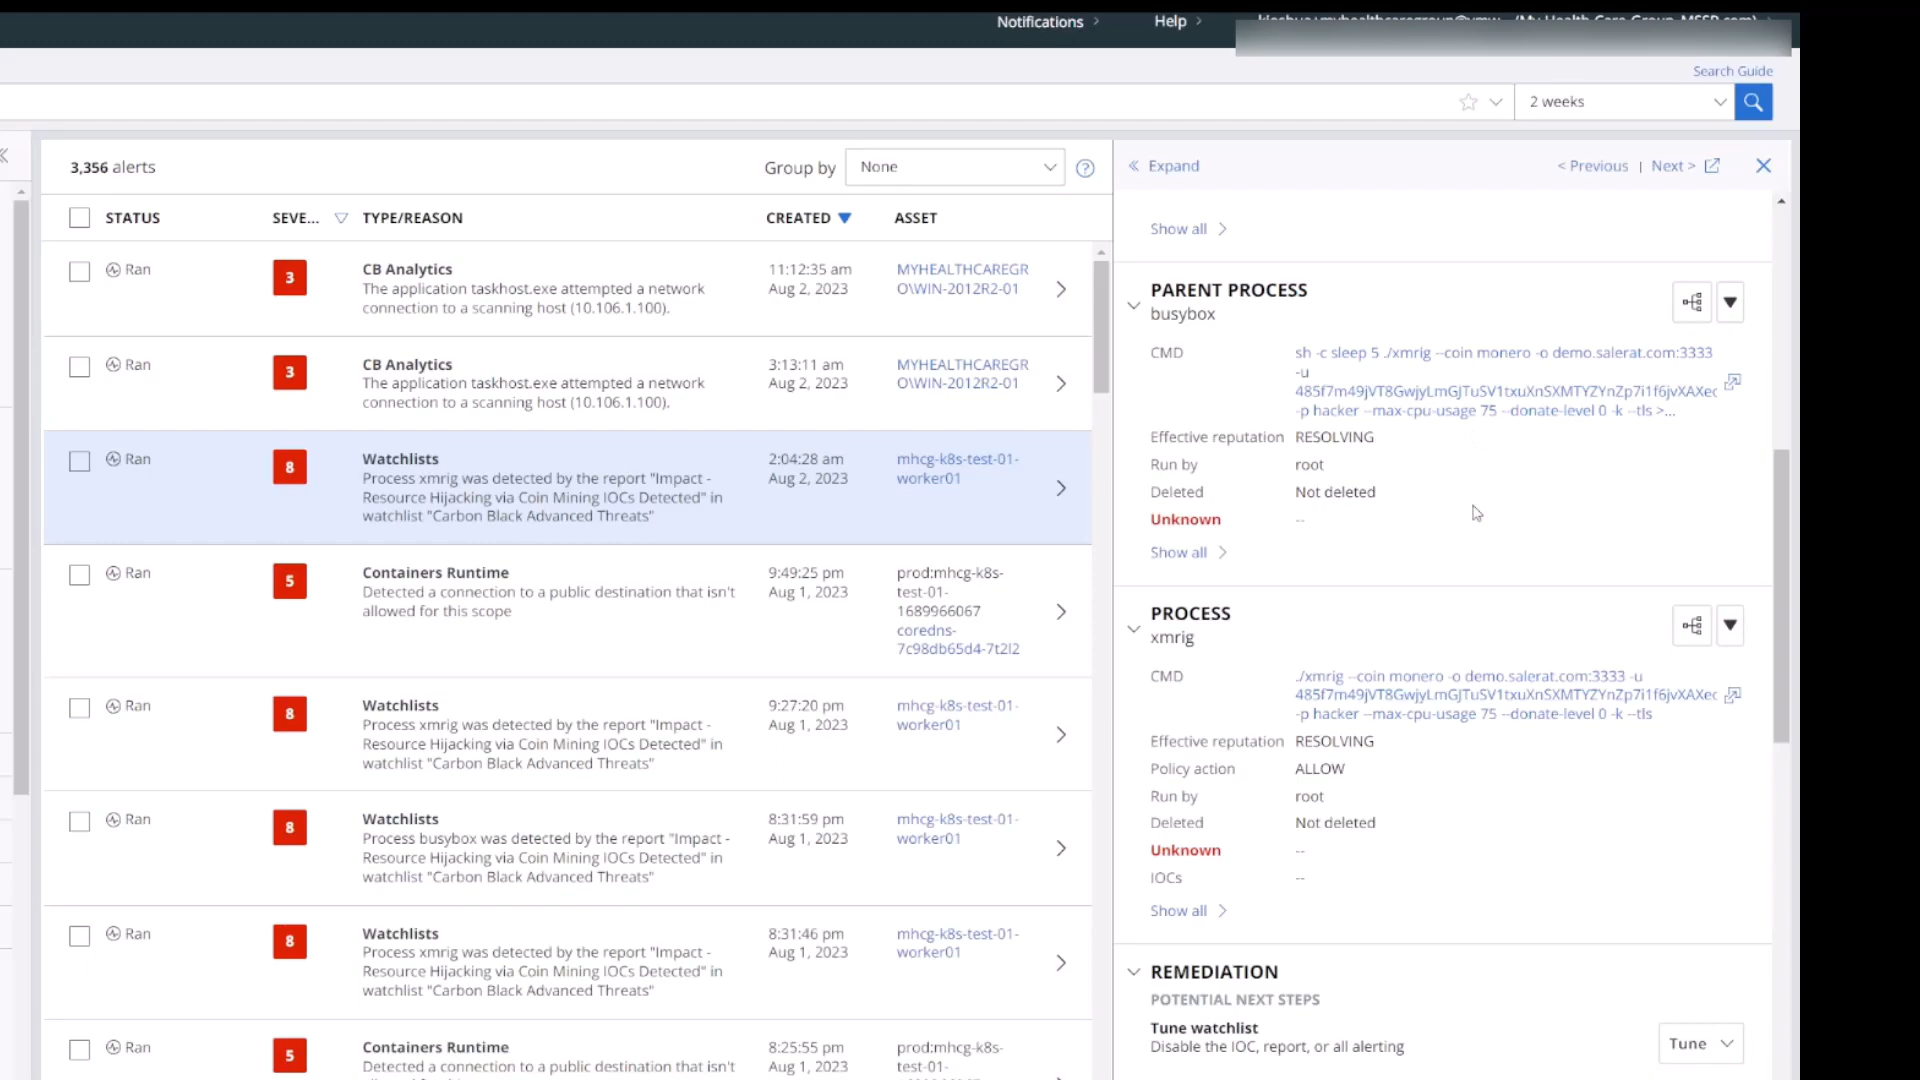 Notifications >
Help >
Search Guide
2 weeks
3,356 alerts
Group by
None
STATUS
SEVE...
TYPE/REASON
CREATED
ASSET
Ran
3
CB Analytics
The application taskhost.exe attempted a network
connection to a scanning host (10.106.1.100).
11:12:35 am
Aug 2, 2023
MYHEALTHCAREGR
O\WIN-2012R2-01
Ran
3
CB Analytics
The application taskhost.exe attempted a network
connection to a scanning host (10.106.1.100).
3:13:11 am
Aug 2, 2023
MYHEALTHCAREGR
O\WIN-2012R2-01
Ran
8
Watchlists
Process xmrig was detected by the report "Impact -
Resource Hijacking via Coin Mining IOCs Detected" in
watchlist "Carbon Black Advanced Threats"
2:04:28 am
Aug 2, 2023
mhcg-k8s-test-01-
worker01
Ran
5
Containers Runtime
Detected a connection to a public destination that isn't
allowed for this scope
9:49:25 pm
Aug 1, 2023
prod:mhcg-k8s-
test-01-
1689966067
coredns-
7c98db65d4-7t2l2
Ran
8
Watchlists
Process xmrig was detected by the report "Impact -
Resource Hijacking via Coin Mining IOCs Detected" in
watchlist "Carbon Black Advanced Threats"
9:27:20 pm
Aug 1, 2023
mhcg-k8s-test-01-
worker01
Ran
8
Watchlists
Process busybox was detected by the report "Impact -
Resource Hijacking via Coin Mining IOCs Detected" in
watchlist "Carbon Black Advanced Threats"
8:31:59 pm
Aug 1, 2023
mhcg-k8s-test-01-
worker01
Ran
8
Watchlists
Process xmrig was detected by the report "Impact -
Resource Hijacking via Coin Mining IOCs Detected" in
watchlist "Carbon Black Advanced Threats"
8:31:46 pm
Aug 1, 2023
mhcg-k8s-test-01-
worker01
Ran
5
Containers Runtime
Detected a connection to a public destination that isn't
8:25:55 pm
Aug 1, 2023
prod:mhcg-k8s-
test-01-
« Expand
< Previous | Next >
Show all >
PARENT PROCESS
busybox
CMD
sh -c sleep 5 ./xmrig --coin monero -o demo.salerat.com:3333
-u
485f7m49jVT8GwjyLmGJTuSV1txuXnSXMTYZYnZp7i1f6jvXAXec
-p hacker --max-cpu-usage 75 --donate-level 0 -k --tls >...
Effective reputation RESOLVING
Run by root
Deleted Not deleted
Unknown --
Show all >
PROCESS
xmrig
CMD
./xmrig --coin monero -o demo.salerat.com:3333 -u
485f7m49jVT8GwjyLmGJTuSV1txuXnSXMTYZYnZp7i1f6jvXAXec
-p hacker --max-cpu-usage 75 --donate-level 0 -k --tls
Effective reputation RESOLVING
Policy action ALLOW
Run by root
Deleted Not deleted
Unknown --
IOCs --
Show all >
REMEDIATION
POTENTIAL NEXT STEPS
Tune watchlist
Disable the IOC, report, or all alerting
Tune